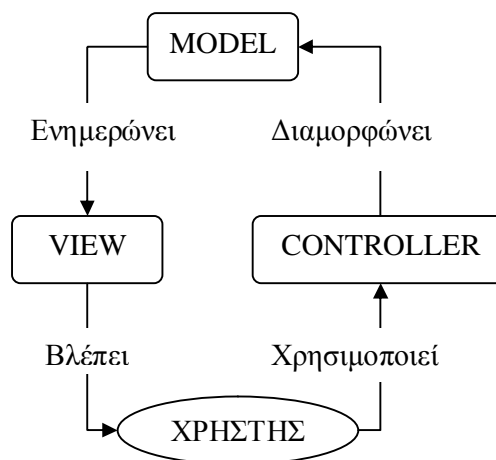 MODEL
Ενημερώνει
Διαμορφώνει
VIEW
CONTROLLER
Βλέπει
Χρησιμοποιεί
ΧΡΗΣΤΗΣ